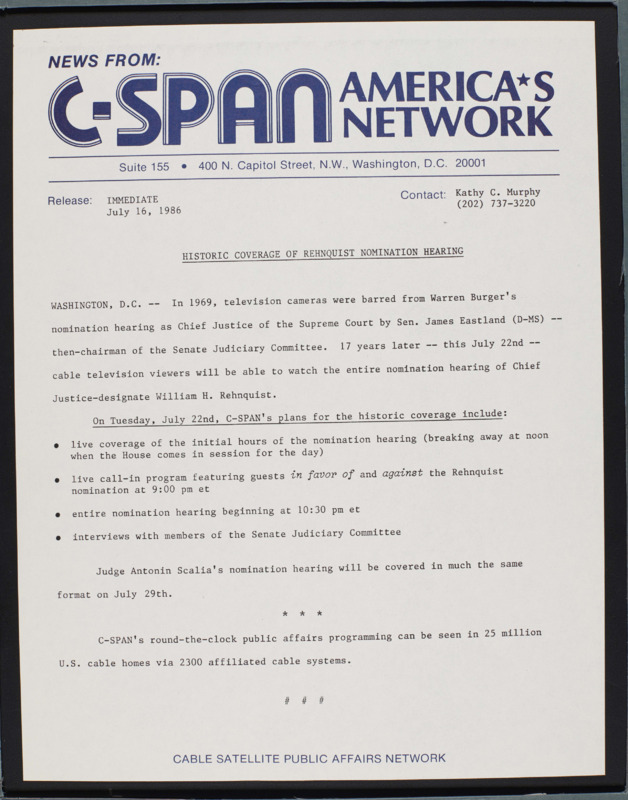 NEWS FROM:
C-SPAN AMERICA★S NETWORK
Suite 155 • 400 N. Capitol Street, N.W., Washington, D.C. 20001
Release: IMMEDIATE
July 16, 1986
Contact: Kathy C. Murphy
(202) 737-3220
HISTORIC COVERAGE OF REHNQUIST NOMINATION HEARING
WASHINGTON, D.C. -- In 1969, television cameras were barred from Warren Burger's
nomination hearing as Chief Justice of the Supreme Court by Sen. James Eastland (D-MS) --
then-chairman of the Senate Judiciary Committee. 17 years later -- this July 22nd --
cable television viewers will be able to watch the entire nomination hearing of Chief
Justice-designate William H. Rehnquist.
On Tuesday, July 22nd, C-SPAN's plans for the historic coverage include:
• live coverage of the initial hours of the nomination hearing (breaking away at noon
when the House comes in session for the day)
• live call-in program featuring guests in favor of and against the Rehnquist
nomination at 9:00 pm et
• entire nomination hearing beginning at 10:30 pm et
• interviews with members of the Senate Judiciary Committee
Judge Antonin Scalia's nomination hearing will be covered in much the same
format on July 29th.
* * *
C-SPAN's round-the-clock public affairs programming can be seen in 25 million
U.S. cable homes via 2300 affiliated cable systems.
# # #
CABLE SATELLITE PUBLIC AFFAIRS NETWORK